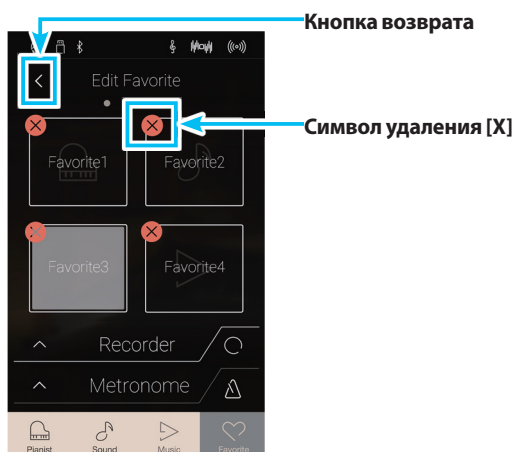 Кнопка возврата
Edit Favorite
Символ удаления [X]
Favorite1 Favorite2
Favorite3 Favorite4
Recorder
Metronome
Pianist Sound Music Favorite